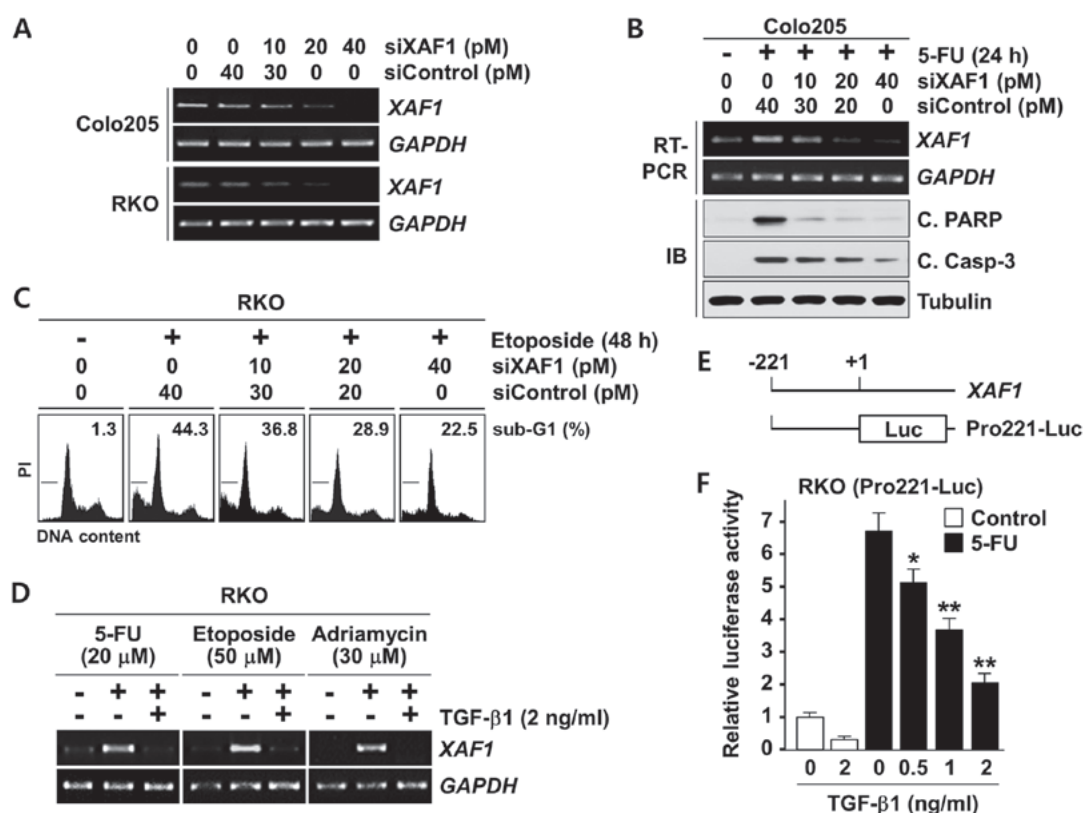 A
0 0 10 20 40 siXAF1 (pM)
0 40 30 0 0 siControl (pM)
Colo205
XAF1
GAPDH
RKO
XAF1
GAPDH
B
Colo205
- + + + + 5-FU (24 h)
0 0 10 20 40 siXAF1 (pM)
0 40 30 20 0 siControl (pM)
RT-
PCR
XAF1
GAPDH
IB
C. PARP
C. Casp-3
Tubulin
C
RKO
- + + + + Etoposide (48 h)
0 0 10 20 40 siXAF1 (pM)
0 40 30 20 0 siControl (pM)
1.3 44.3 36.8 28.9 22.5 sub-G1 (%)
PI
DNA content
D
RKO
5-FU Etoposide Adriamycin
(20 µM) (50 µM) (30 µM)
- + + - + + - + +
- - + - - + - - + TGF-β1 (2 ng/ml)
XAF1
GAPDH
E
-221 +1
XAF1
Luc Pro221-Luc
F
RKO (Pro221-Luc)
Control
5-FU
Relative luciferase activity
7
6
5
4
3
2
1
0
*
**
**
0 2 0 0.5 1 2
TGF-β1 (ng/ml)